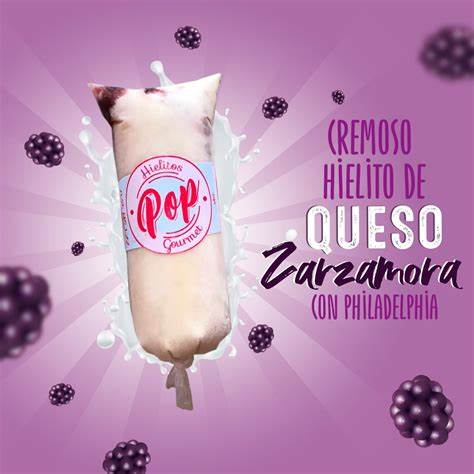 Hielitos
Pop
Gourmet
CREMOSO
HIELITO DE
QUESO
Zarzamora
CON PHILADELPHIA